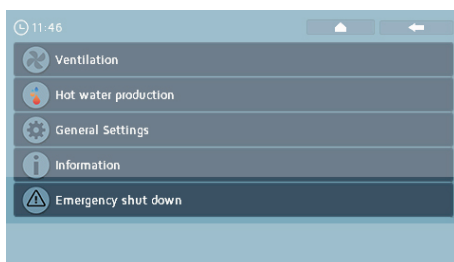 11:46
Ventilation
Hot water production
General Settings
Information
Emergency shut down